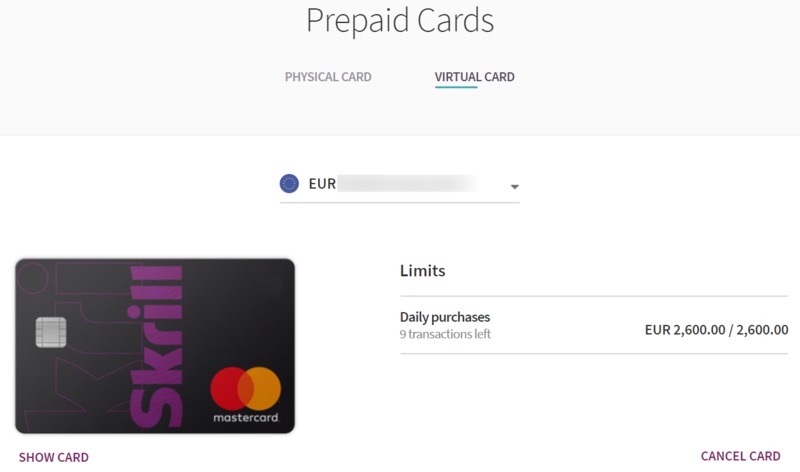 Prepaid Cards
PHYSICAL CARD
VIRTUAL CARD
EUR
Skrill
mastercard.
Limits
Daily purchases
9 transactions left
EUR 2,600.00 / 2,600.00
SHOW CARD
CANCEL CARD